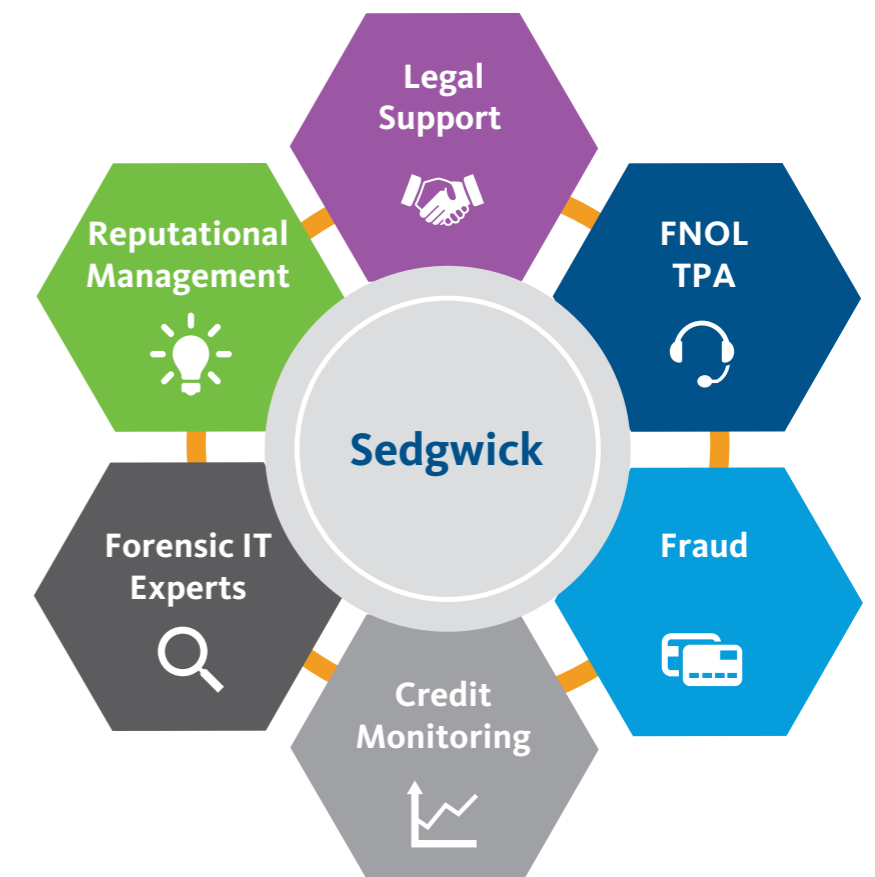 Legal
Support
FNOL
TPA
Fraud
Credit
Monitoring
Forensic IT
Experts
Reputational
Management
Sedgwick